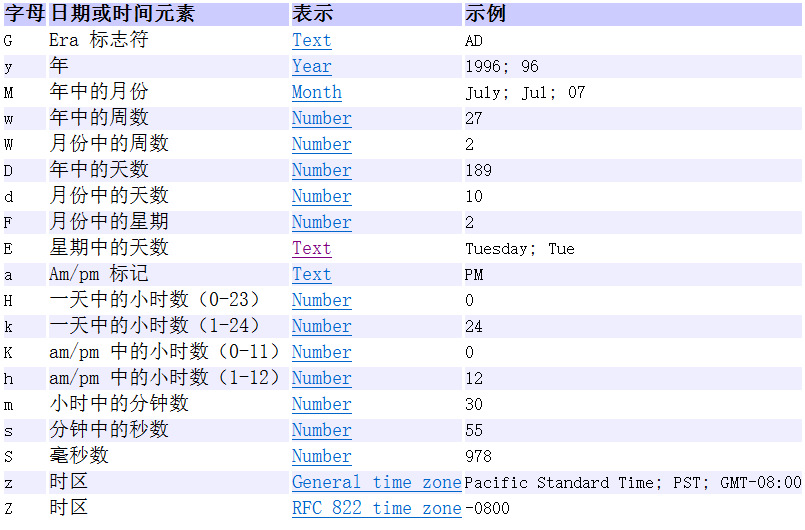 字母 日期或时间元素 表示 示例
G Era 标志符 Text AD
y 年 Year 1996; 96
M 年中的月份 Month July; Jul; 07
w 年中的周数 Number 27
W 月份中的周数 Number 2
D 年中的天数 Number 189
d 月份中的天数 Number 10
F 月份中的星期 Number 2
E 星期中的天数 Text Tuesday; Tue
a Am/pm 标记 Text PM
H 一天中的小时数（0-23） Number 0
k 一天中的小时数（1-24） Number 24
K am/pm 中的小时数（0-11） Number 0
h am/pm 中的小时数（1-12） Number 12
m 小时中的分钟数 Number 30
s 分钟中的秒数 Number 55
S 毫秒数 Number 978
z 时区 General time zone Pacific Standard Time; PST; GMT-08:00
Z 时区 RFC 822 time zone -0800